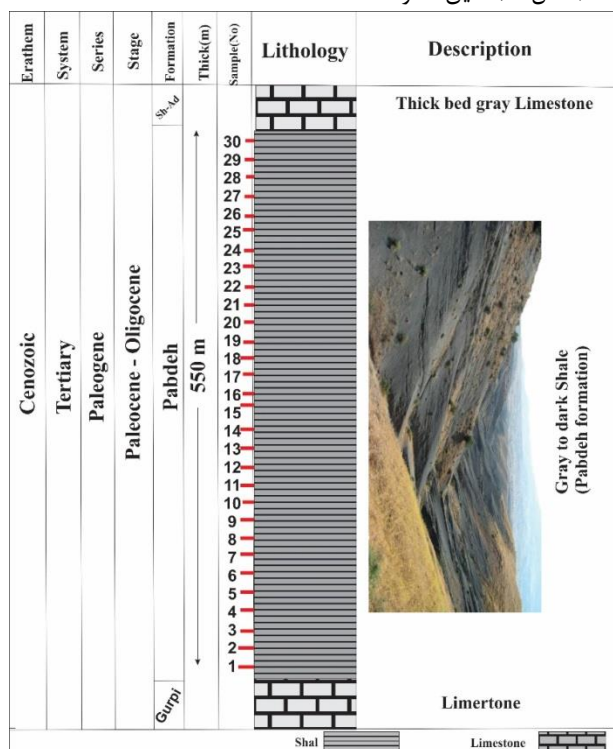 Erathem
System
Series
Stage
Formation
Thick(m)
Sample(No)
Lithology
Description
Sh-Ad
Thick bed gray Limestone
Cenozoic
Tertiary
Paleogene
Paleocene - Oligocene
Pabdeh
550 m
30
29
28
27
26
25
24
23
22
21
20
19
18
17
16
15
14
13
12
11
10
9
8
7
6
5
4
3
2
1
Gray to dark Shale
(Pabdeh formation)
Gurpi
Limertone
Shal
Limestone